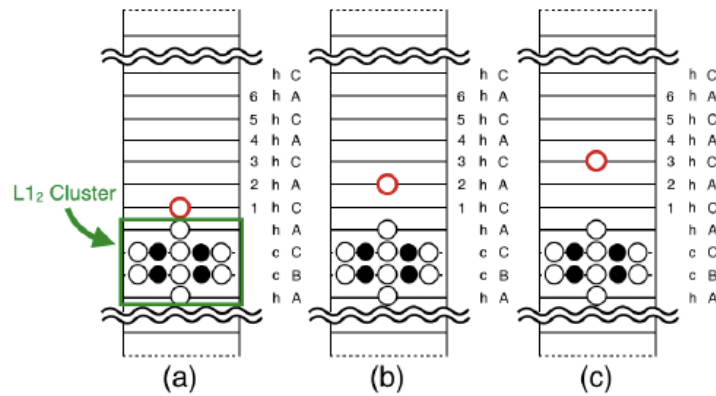 h C h C h C
6 h A 6 h A 6 h A
5 h C 5 h C 5 h C
4 h A 4 h A 4 h A
3 h C 3 h C 3 h C
2 h A 2 h A 2 h A
L1₂ Cluster
1 h C 1 h C 1 h C
h A h A h A
c C c C c C
c B c B c B
h A h A h A
(a) (b) (c)